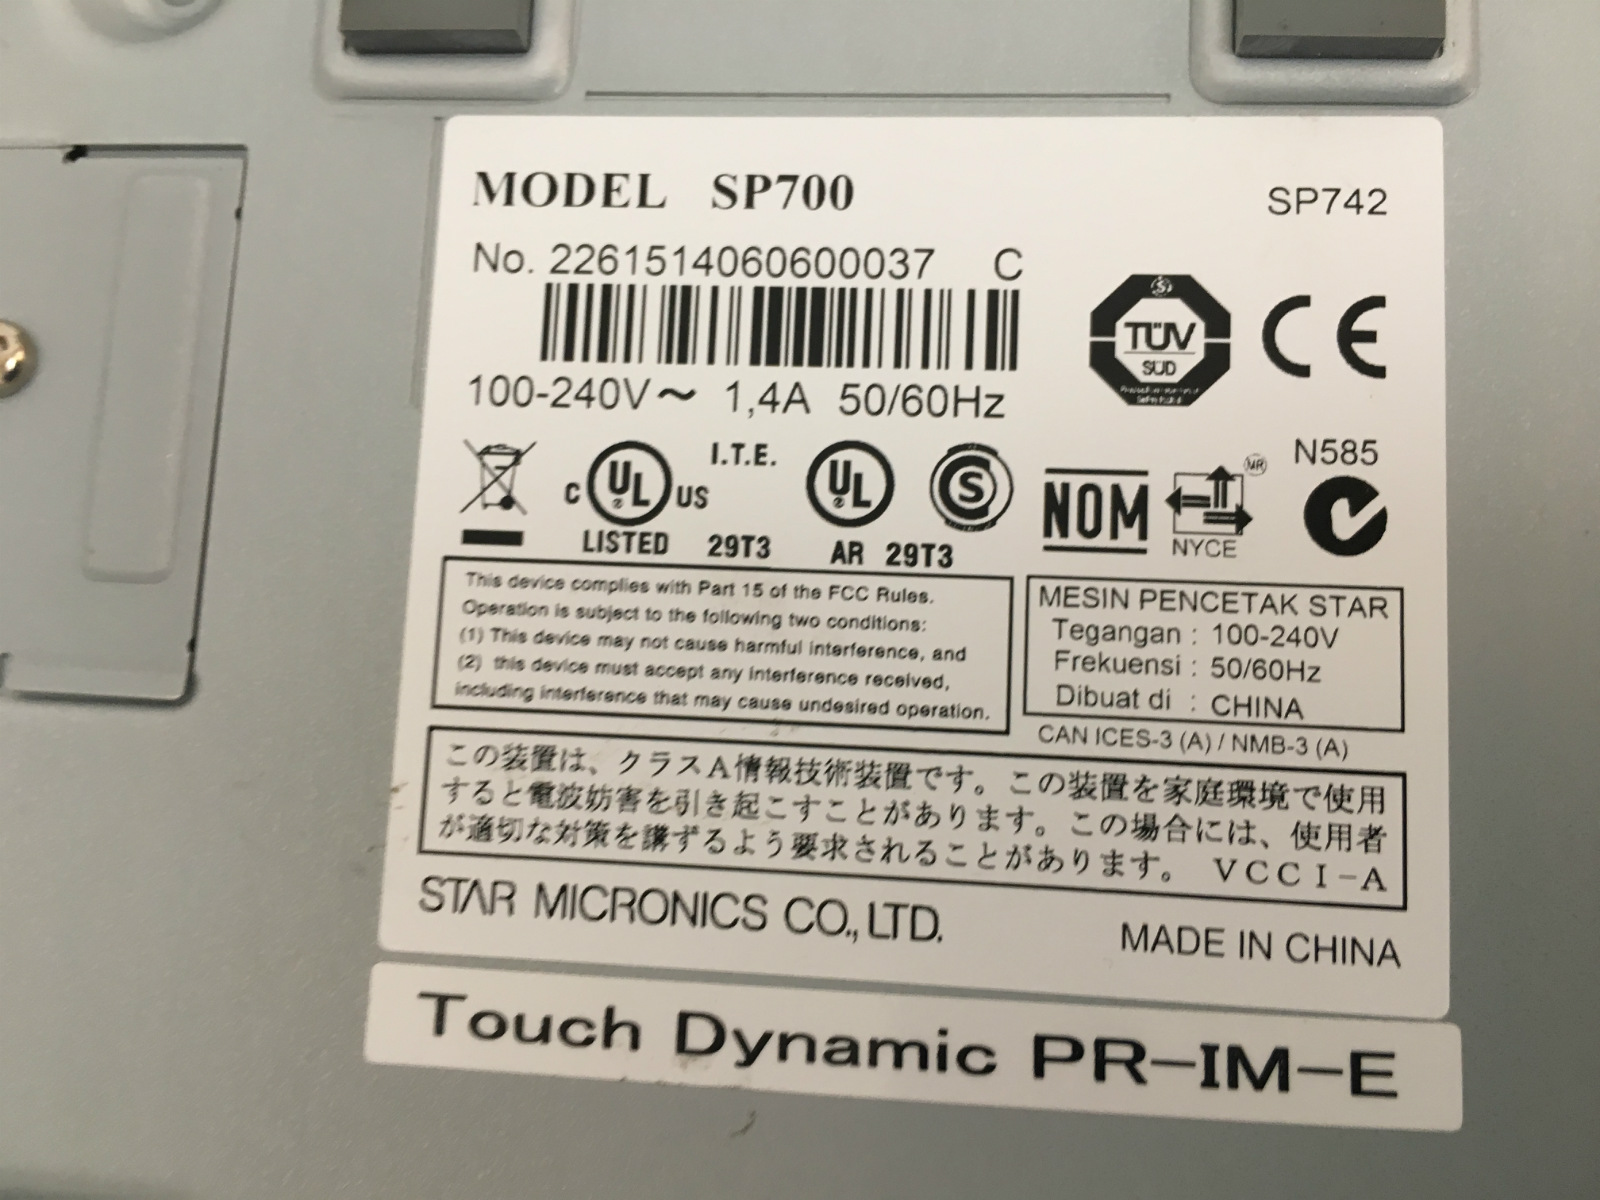 MODEL SP700
SP742
No. 2261514060600037 C
100-240V～ 1,4A 50/60Hz
TÜV
SÜD
CE
C UL US
I.T.E.
LISTED 29T3
UL
AR 29T3
S
NOM
MR
NYCE
N585
This device complies with Part 15 of the FCC Rules.
Operation is subject to the following two conditions:
(1) This device may not cause harmful interference, and
(2) this device must accept any interference received,
including interference that may cause undesired operation.
MESIN PENCETAK STAR
Tegangan : 100-240V
Frekuensi : 50/60Hz
Dibuat di : CHINA
CAN ICES-3 (A) / NMB-3 (A)
この装置は、クラスA情報技術装置です。この装置を家庭環境で使用
すると電波妨害を引き起こすことがあります。この場合には、使用者
が適切な対策を講ずるよう要求されることがあります。 VCCI-A
STAR MICRONICS CO., LTD.
MADE IN CHINA
Touch Dynamic PR-IM-E